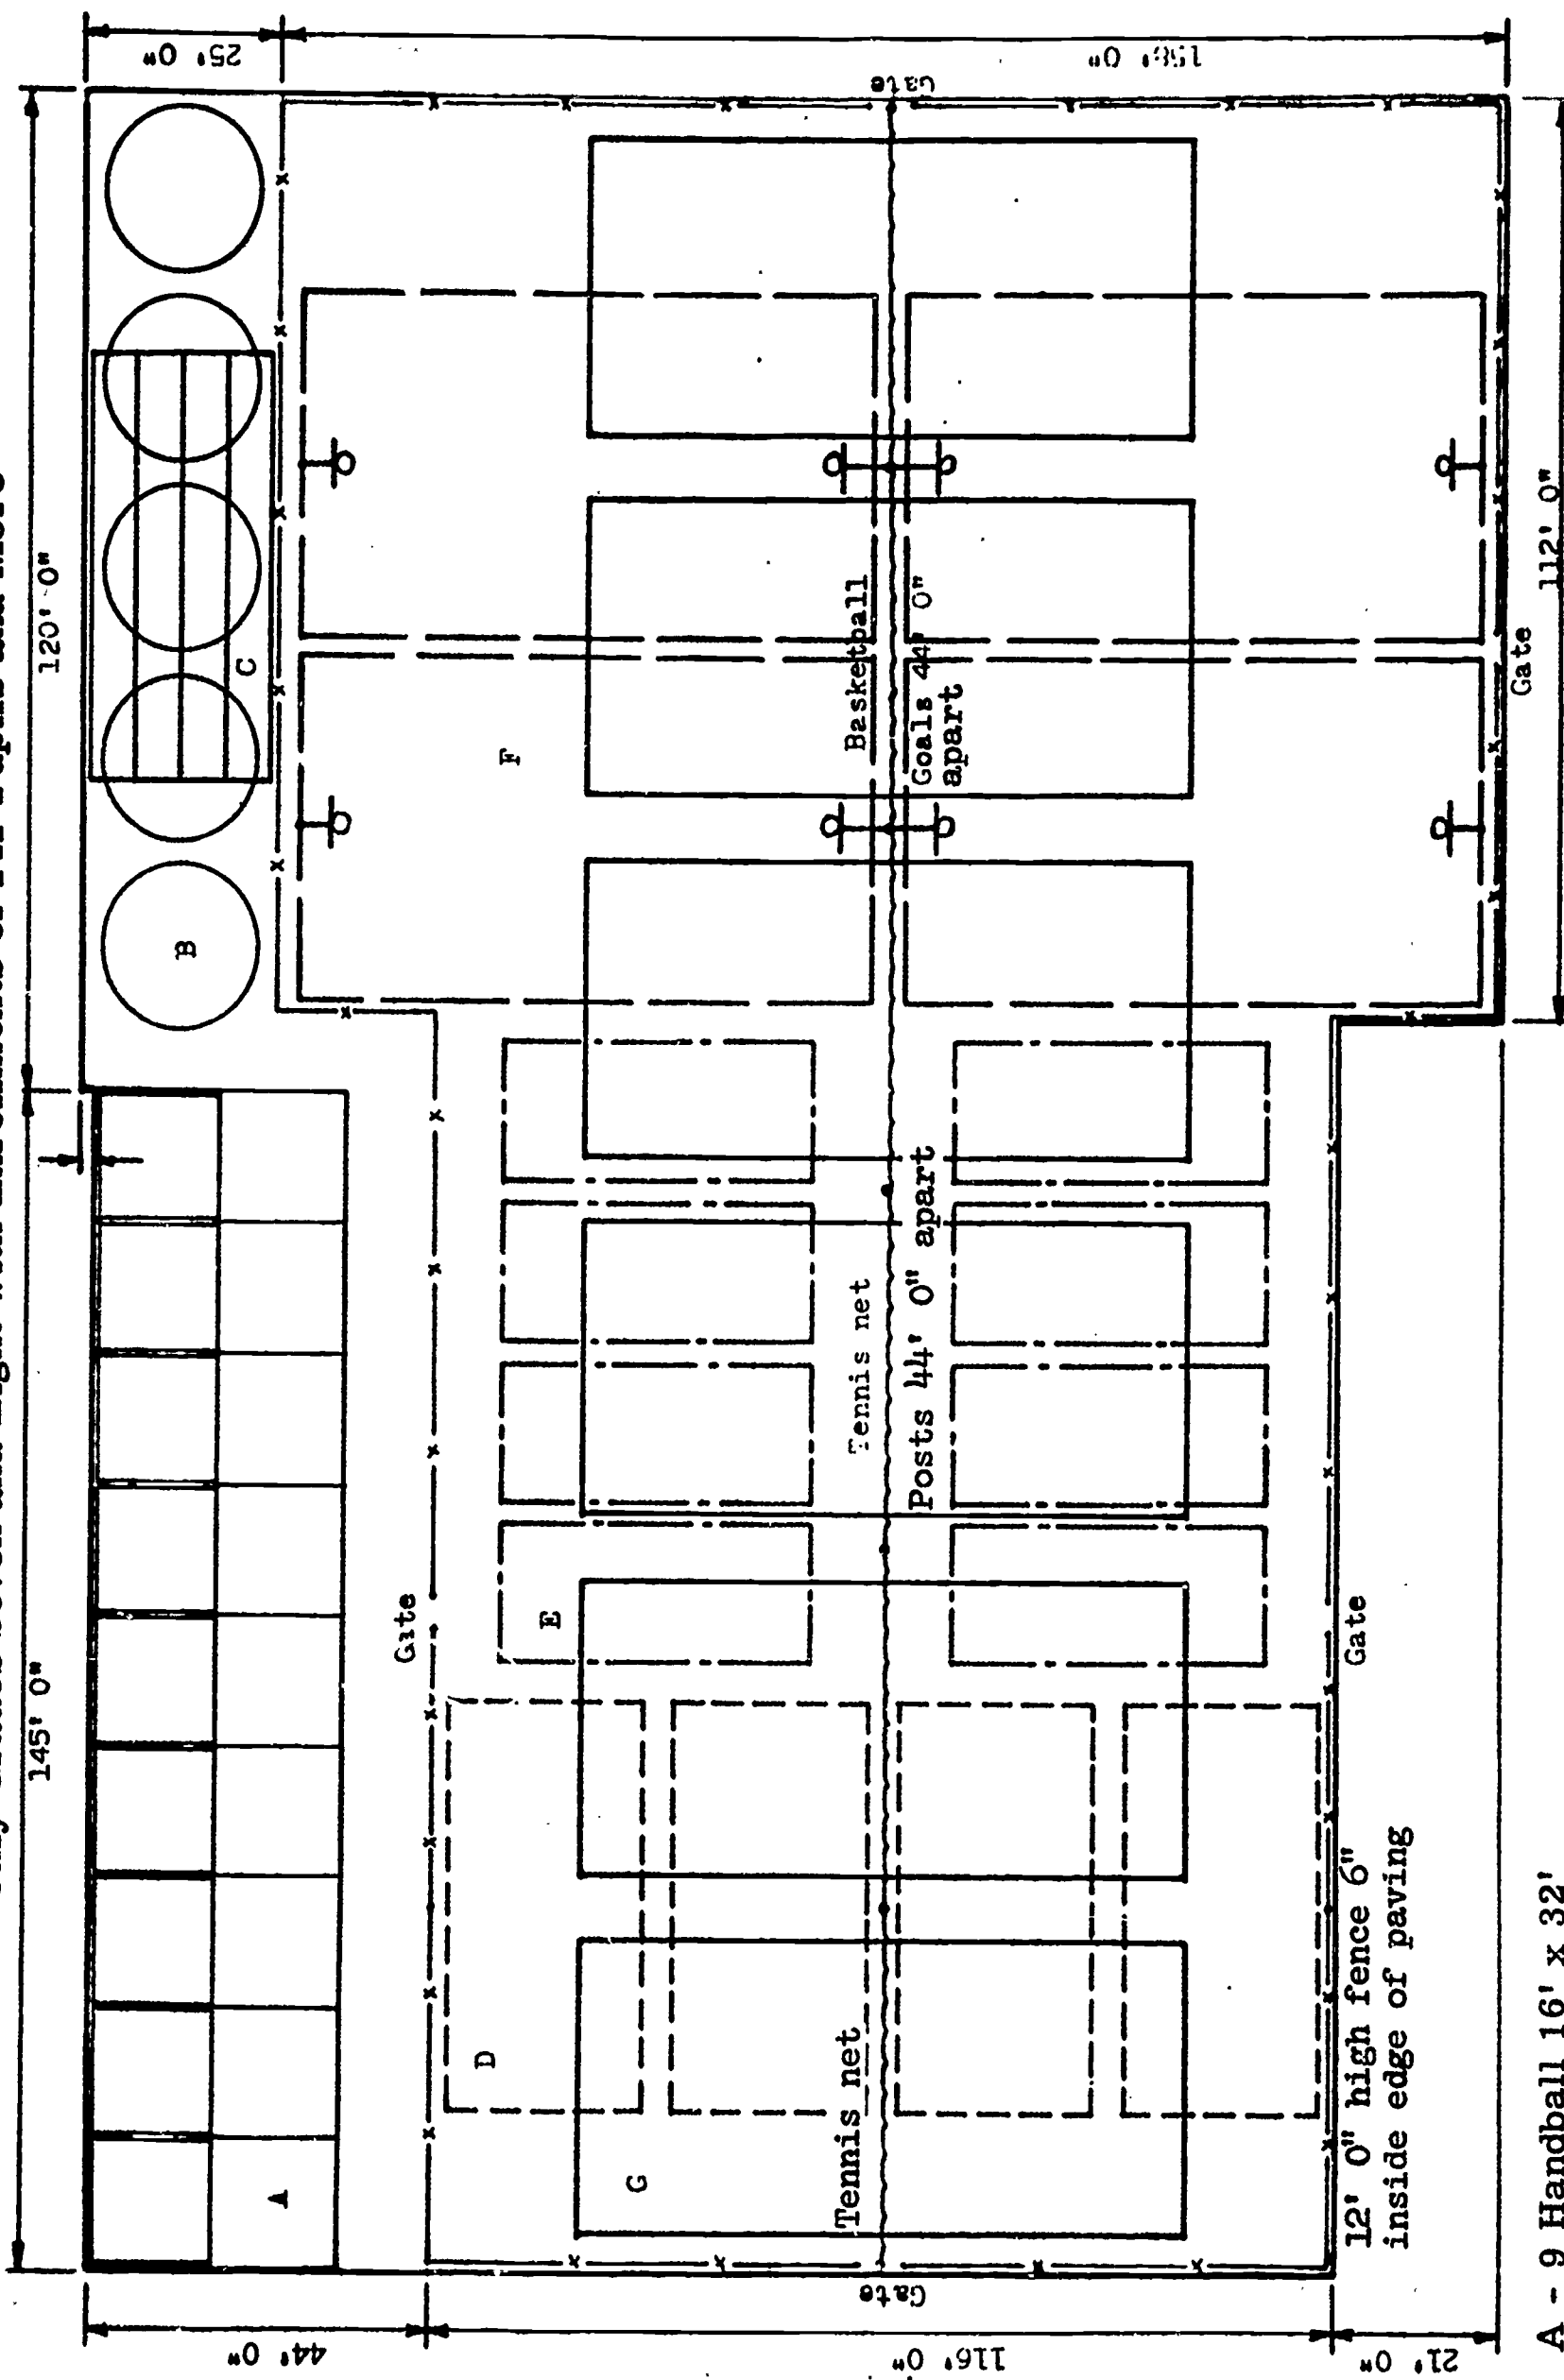 120' 0"
145' 0"
25' 0"
Gate
B
C
A
F
Basketball
Goals 44' 0"
apart
Gate
112' 0"
Tennis net
Posts 44' 0" apart
Gate
E
D
G
Tennis net
Gate
12' 0" high fence 6"
inside edge of paving
Gate
44' 0"
116' 0"
21' 0"
A - 9 Handball 16' x 32'